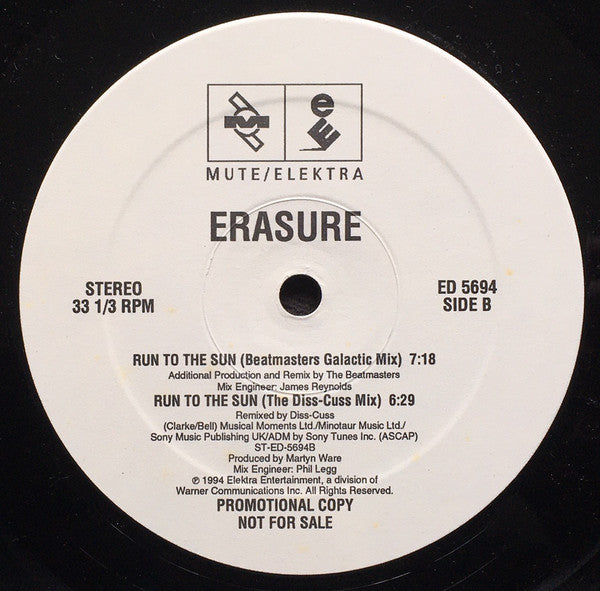 MUTE/ELEKTRA
ERASURE
STEREO
33 1/3 RPM
ED 5694
SIDE B
RUN TO THE SUN (Beatmasters Galactic Mix) 7:18
Additional Production and Remix by The Beatmasters
Mix Engineer: James Reynolds
RUN TO THE SUN (The Diss-Cuss Mix) 6:29
Remixed by Diss-Cuss
(Clarke/Bell) Musical Moments Ltd./Minotaur Music Ltd./
Sony Music Publishing UK/ADM by Sony Tunes Inc. (ASCAP)
ST-ED-5694B
Produced by Martyn Ware
Mix Engineer: Phil Legg
℗ 1994 Elektra Entertainment, a division of
Warner Communications Inc. All Rights Reserved.
PROMOTIONAL COPY
NOT FOR SALE